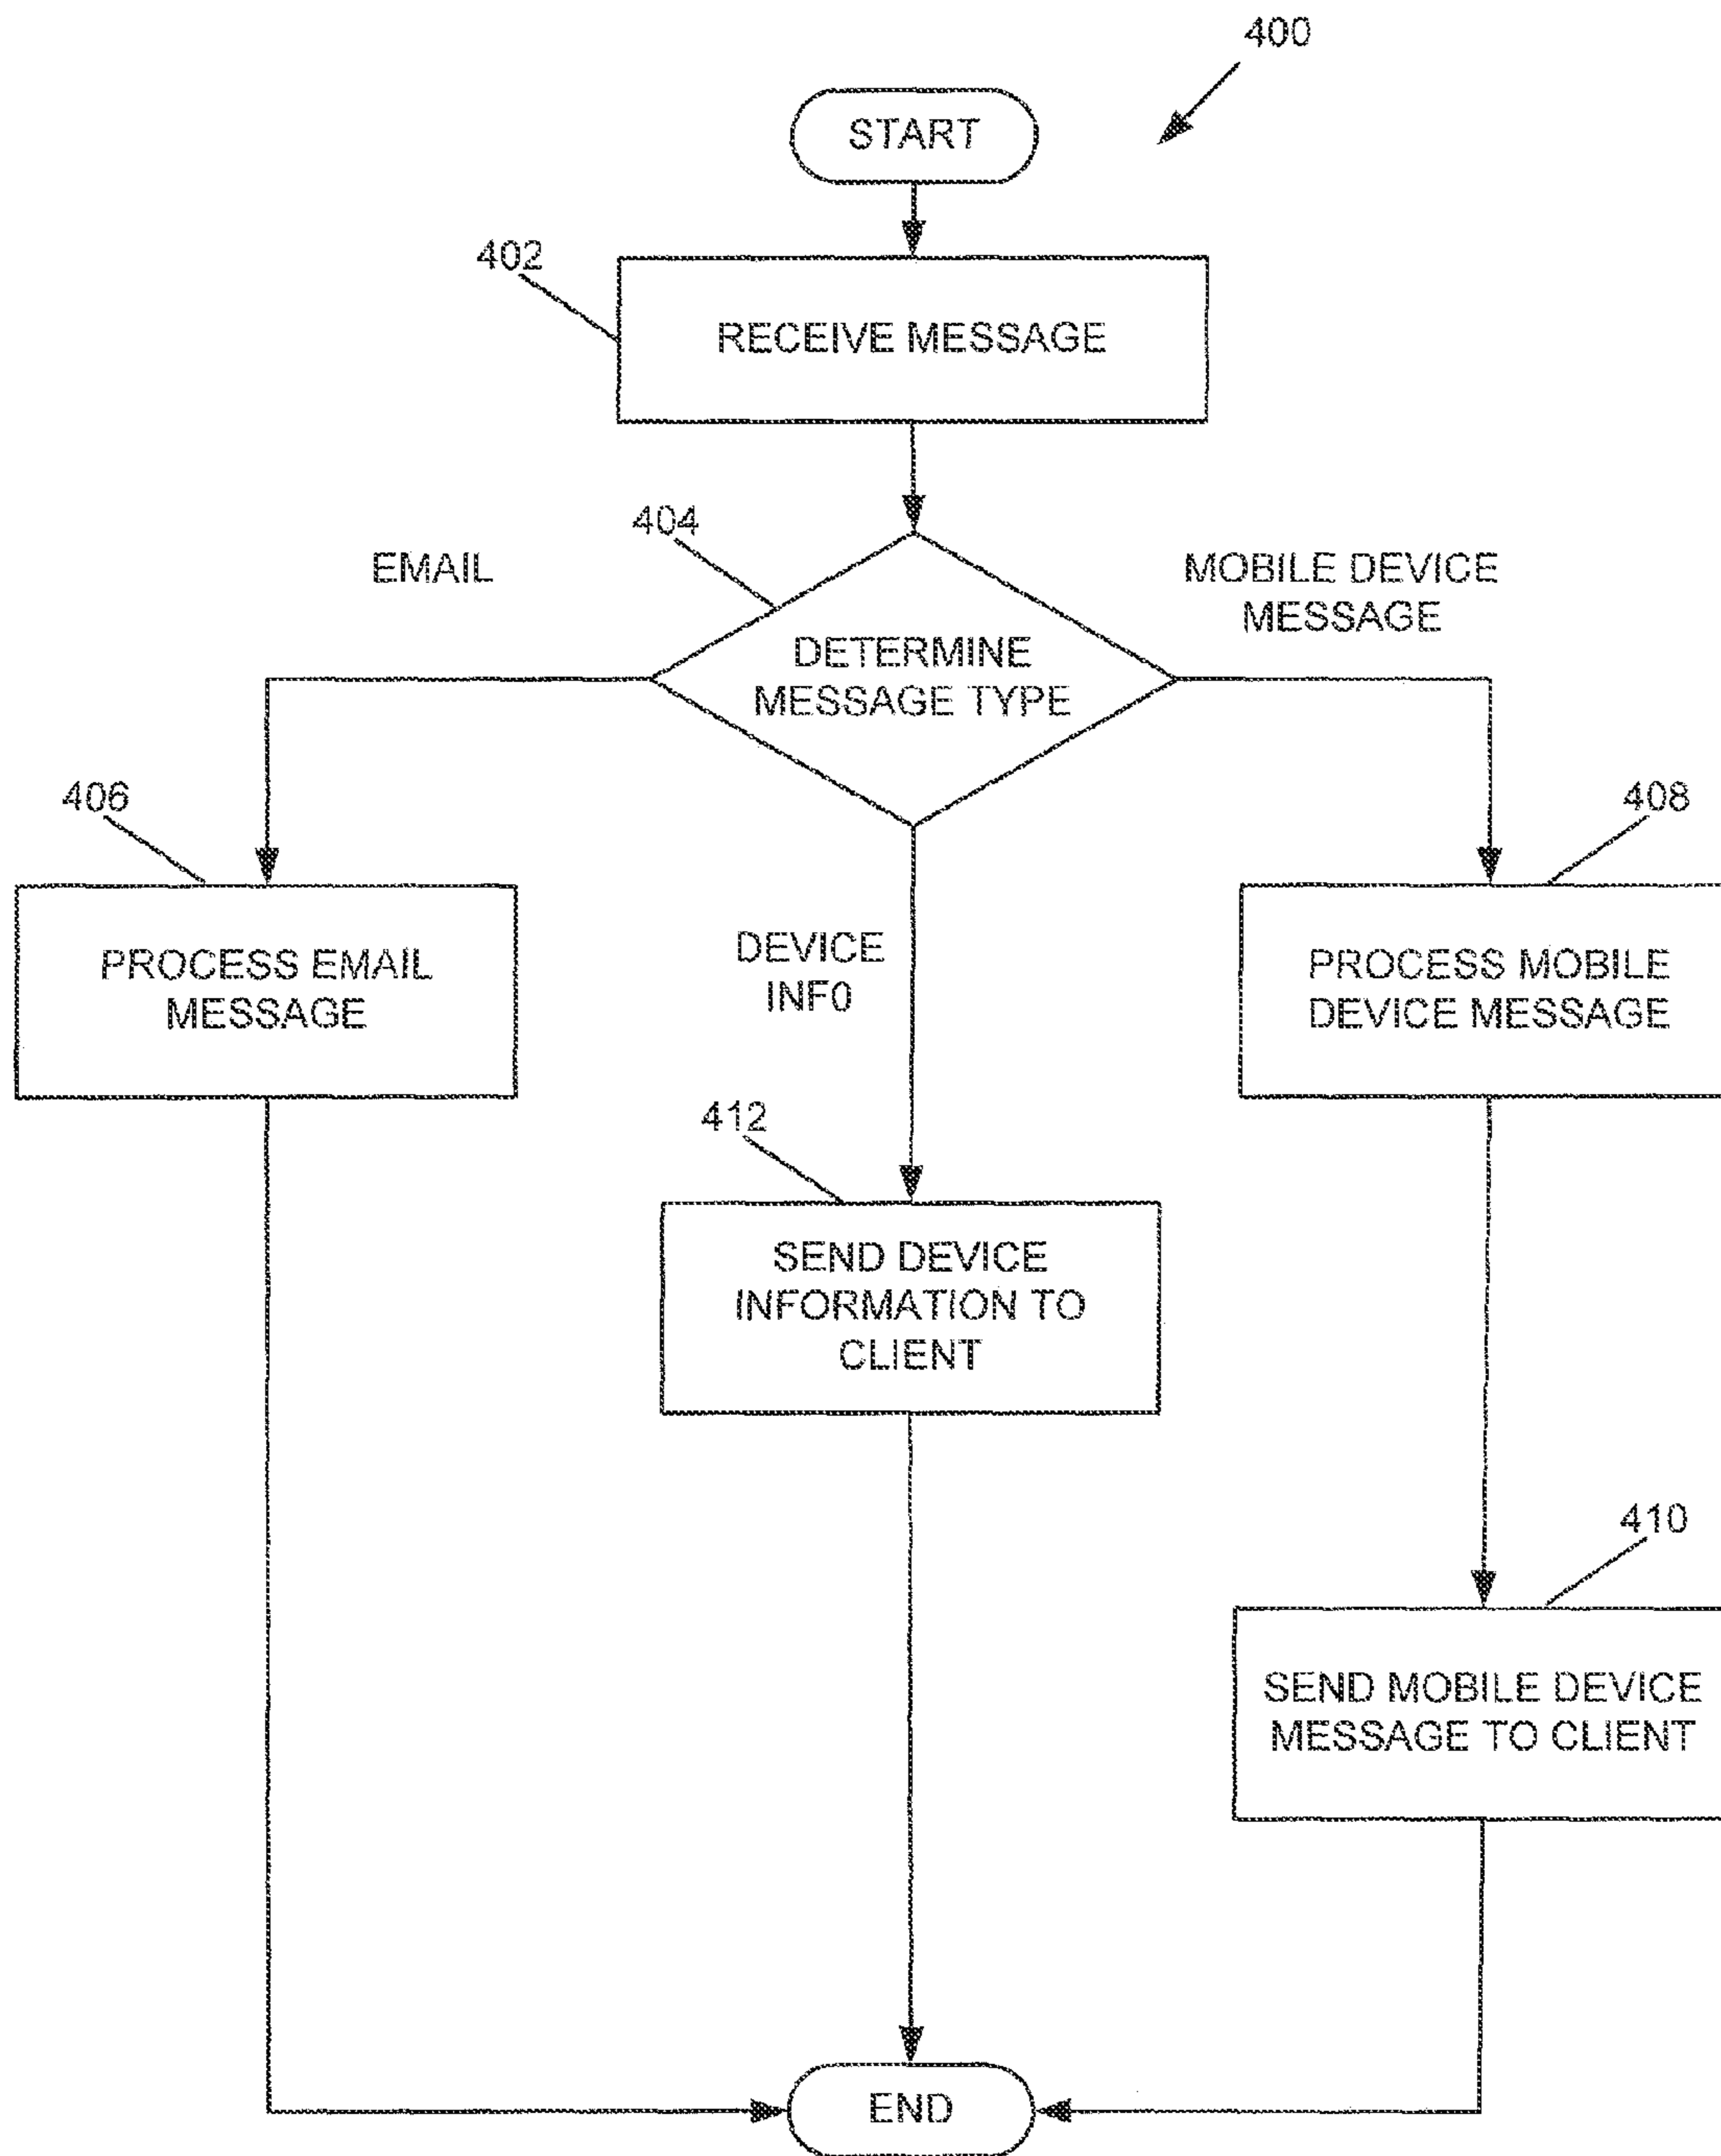 400
START
402
RECEIVE MESSAGE
404
EMAIL
MOBILE DEVICE
MESSAGE
DETERMINE
MESSAGE TYPE
406
408
PROCESS EMAIL
MESSAGE
DEVICE
INF0
PROCESS MOBILE
DEVICE MESSAGE
412
SEND DEVICE
INFORMATION TO
CLIENT
410
SEND MOBILE DEVICE
MESSAGE TO CLIENT
END